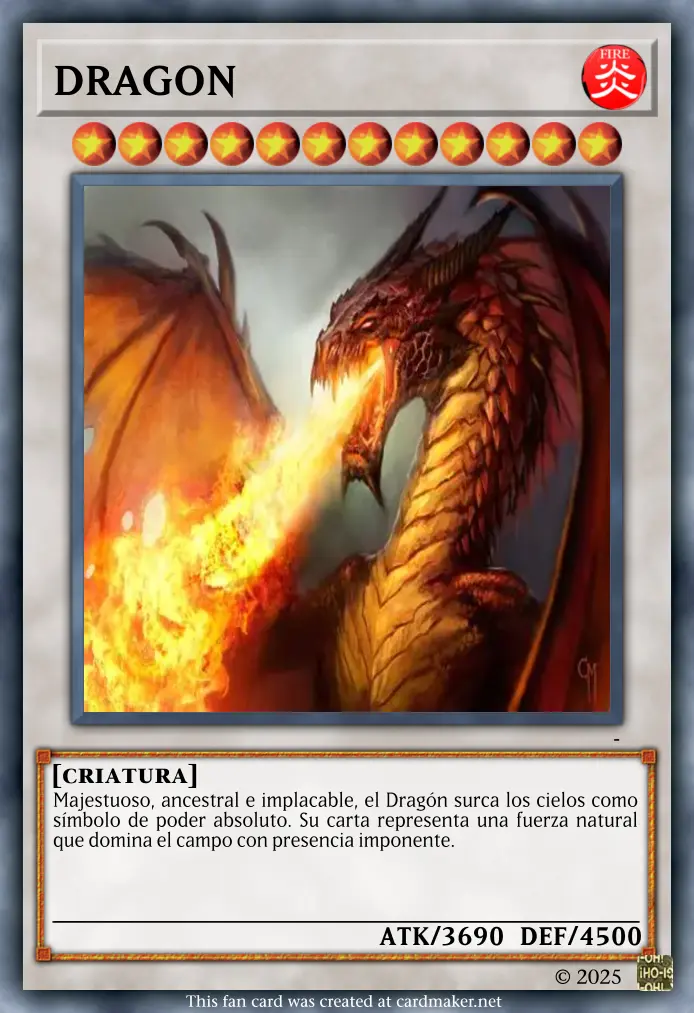 DRAGON
FIRE
炎
-
[CRIATURA]
Majestuoso, ancestral e implacable, el Dragón surca los cielos como
símbolo de poder absoluto. Su carta representa una fuerza natural
que domina el campo con presencia imponente.
ATK/3690 DEF/4500
© 2025
This fan card was created at cardmaker.net